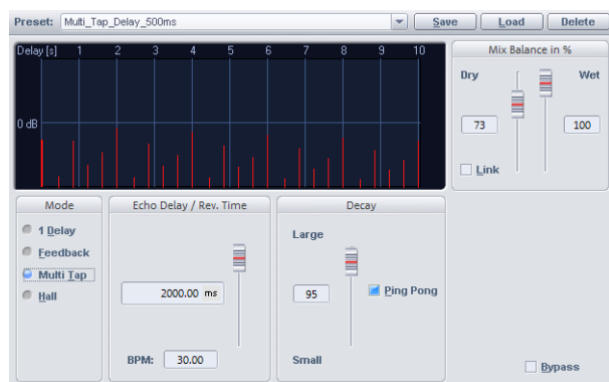 Preset: Multi_Tap_Delay_500ms Save Load Delete
Delay [s] 1 2 3 4 5 6 7 8 9 10
0 dB
Mix Balance in %
Dry Wet
73 100
Link
Mode
1 Delay
Feedback
Multi Tap
Hall
Echo Delay / Rev. Time
2000.00 ms
BPM: 30.00
Decay
Large
95 Ping Pong
Small
Bypass